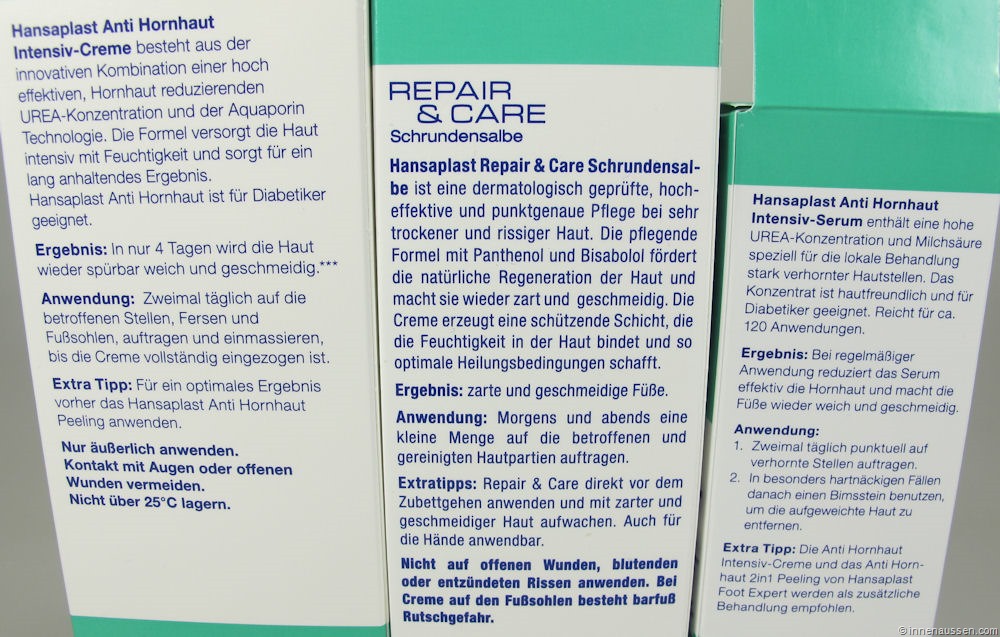 Hansaplast Anti Hornhaut
Intensiv-Creme besteht aus der
innovativen Kombination einer hoch
effektiven, Hornhaut reduzierenden
UREA-Konzentration und der Aquaporin
Technologie. Die Formel versorgt die Haut
intensiv mit Feuchtigkeit und sorgt für ein
lang anhaltendes Ergebnis.
Hansaplast Anti Hornhaut ist für Diabetiker
geeignet.
Ergebnis: In nur 4 Tagen wird die Haut
wieder spürbar weich und geschmeidig.***
Anwendung: Zweimal täglich auf die
betroffenen Stellen, Fersen und
Fußsohlen, auftragen und einmassieren,
bis die Creme vollständig eingezogen ist.
Extra Tipp: Für ein optimales Ergebnis
vorher das Hansaplast Anti Hornhaut
Peeling anwenden.
Nur äußerlich anwenden.
Kontakt mit Augen oder offenen
Wunden vermeiden.
Nicht über 25°C lagern.
REPAIR
& CARE
Schrundensalbe
Hansaplast Repair & Care Schrundensal-
be ist eine dermatologisch geprüfte, hoch-
effektive und punktgenaue Pflege bei sehr
trockener und rissiger Haut. Die pflegende
Formel mit Panthenol und Bisabolol fördert
die natürliche Regeneration der Haut und
macht sie wieder zart und geschmeidig. Die
Creme erzeugt eine schützende Schicht, die
die Feuchtigkeit in der Haut bindet und so
optimale Heilungsbedingungen schafft.
Ergebnis: zarte und geschmeidige Füße.
Anwendung: Morgens und abends eine
kleine Menge auf die betroffenen und
gereinigten Hautpartien auftragen.
Extratipps: Repair & Care direkt vor dem
Zubettgehen anwenden und mit zarter und
geschmeidiger Haut aufwachen. Auch für
die Hände anwendbar.
Nicht auf offenen Wunden, blutenden
oder entzündeten Rissen anwenden. Bei
Creme auf den Fußsohlen besteht barfuß
Rutschgefahr.
Hansaplast Anti Hornhaut
Intensiv-Serum enthält eine hohe
UREA-Konzentration und Milchsäure
speziell für die lokale Behandlung
stark verhornter Hautstellen. Das
Konzentrat ist hautfreundlich und für
Diabetiker geeignet. Reicht für ca.
120 Anwendungen.
Ergebnis: Bei regelmäßiger
Anwendung reduziert das Serum
effektiv die Hornhaut und macht die
Füße wieder weich und geschmeidig.
Anwendung:
1. Zweimal täglich punktuell auf
verhornte Stellen auftragen.
2. In besonders hartnäckigen Fällen
danach einen Bimsstein benutzen,
um die aufgeweichte Haut zu
entfernen.
Extra Tipp: Die Anti Hornhaut
Intensiv-Creme und das Anti Horn-
haut 2in1 Peeling von Hansaplast
Foot Expert werden als zusätzliche
Behandlung empfohlen.
© innenaussen.com